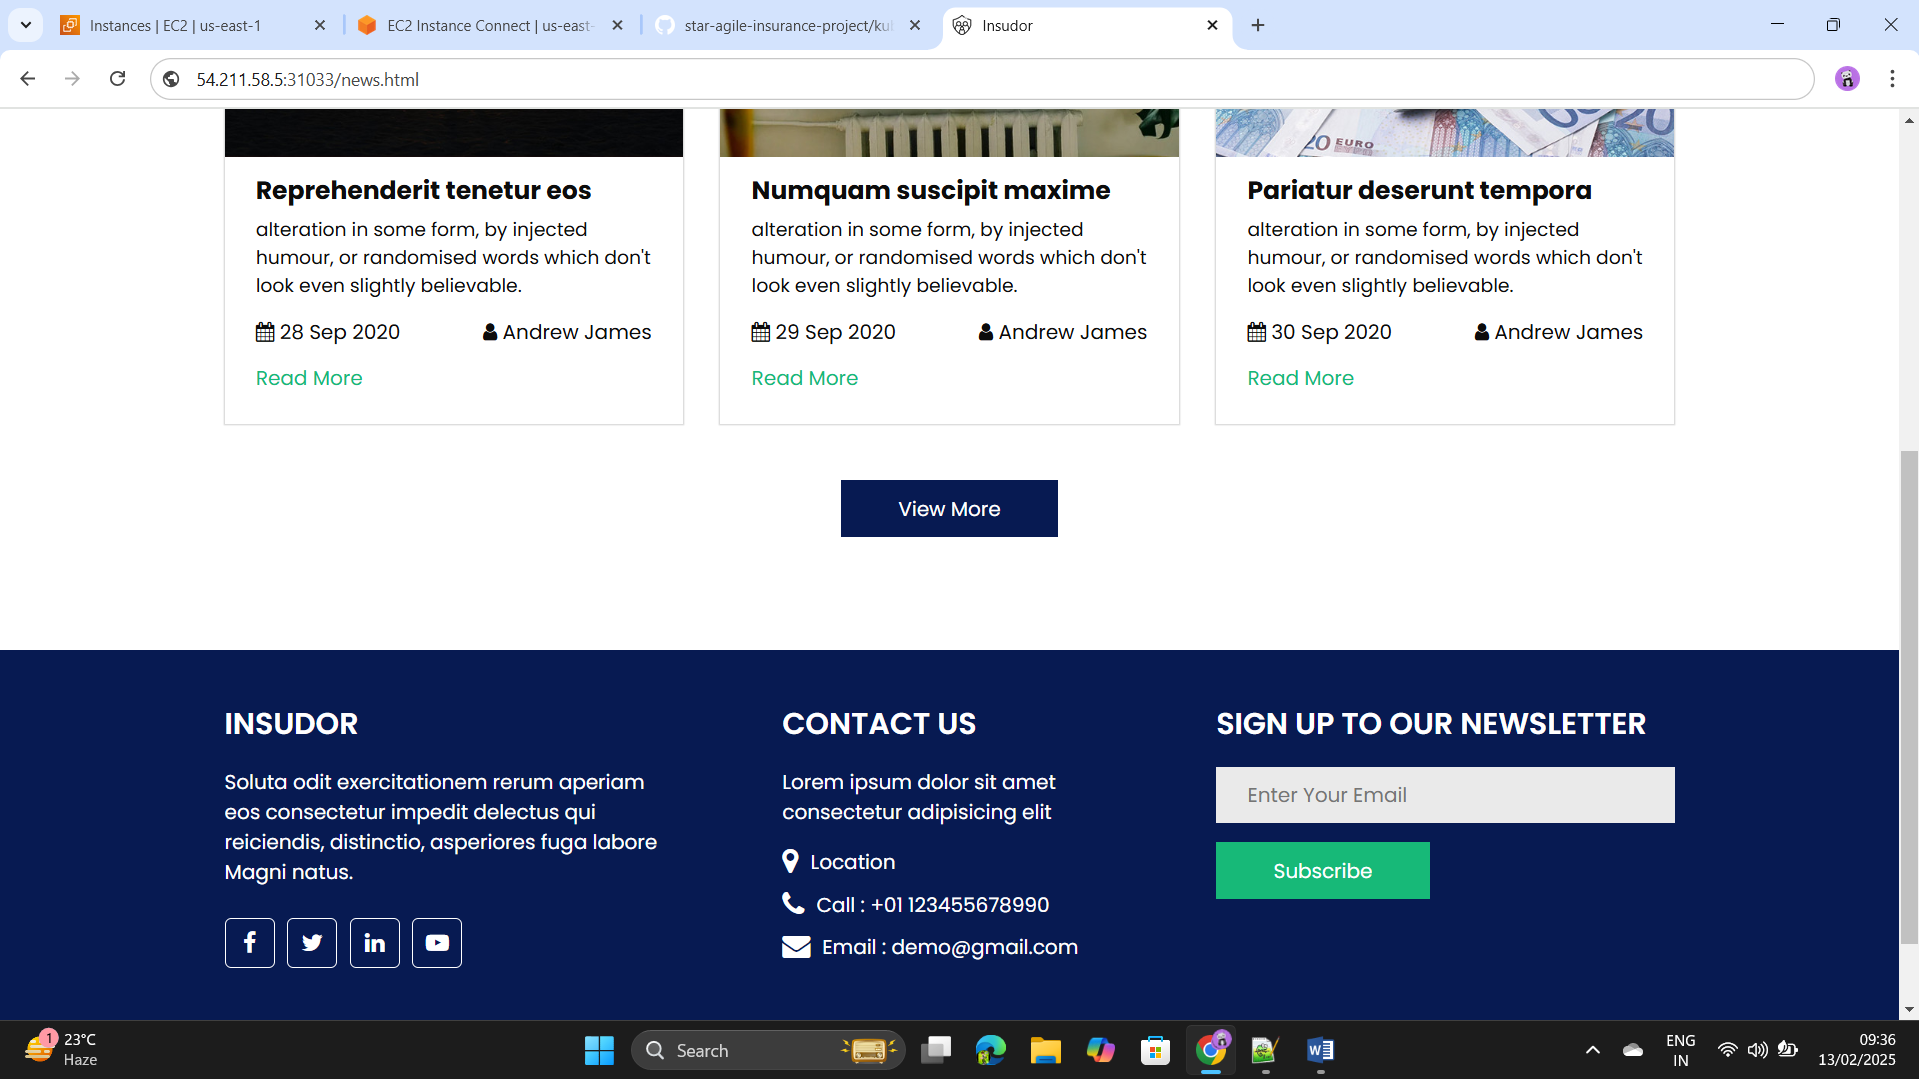 Instances | EC2 | us-east-1
EC2 Instance Connect | us-east-
star-agile-insurance-project/kub
Insudor
54.211.58.5:31033/news.html
20 EURO
20
Reprehenderit tenetur eos
alteration in some form, by injected
humour, or randomised words which don't
look even slightly believable.
28 Sep 2020 Andrew James
Read More
Numquam suscipit maxime
alteration in some form, by injected
humour, or randomised words which don't
look even slightly believable.
29 Sep 2020 Andrew James
Read More
Pariatur deserunt tempora
alteration in some form, by injected
humour, or randomised words which don't
look even slightly believable.
30 Sep 2020 Andrew James
Read More
View More
INSUDOR
Soluta odit exercitationem rerum aperiam
eos consectetur impedit delectus qui
reiciendis, distinctio, asperiores fuga labore
Magni natus.
CONTACT US
Lorem ipsum dolor sit amet
consectetur adipisicing elit
Location
Call : +01 123455678990
Email : demo@gmail.com
SIGN UP TO OUR NEWSLETTER
Enter Your Email
Subscribe
1
23°C
Haze
Search
ENG
IN
09:36
13/02/2025